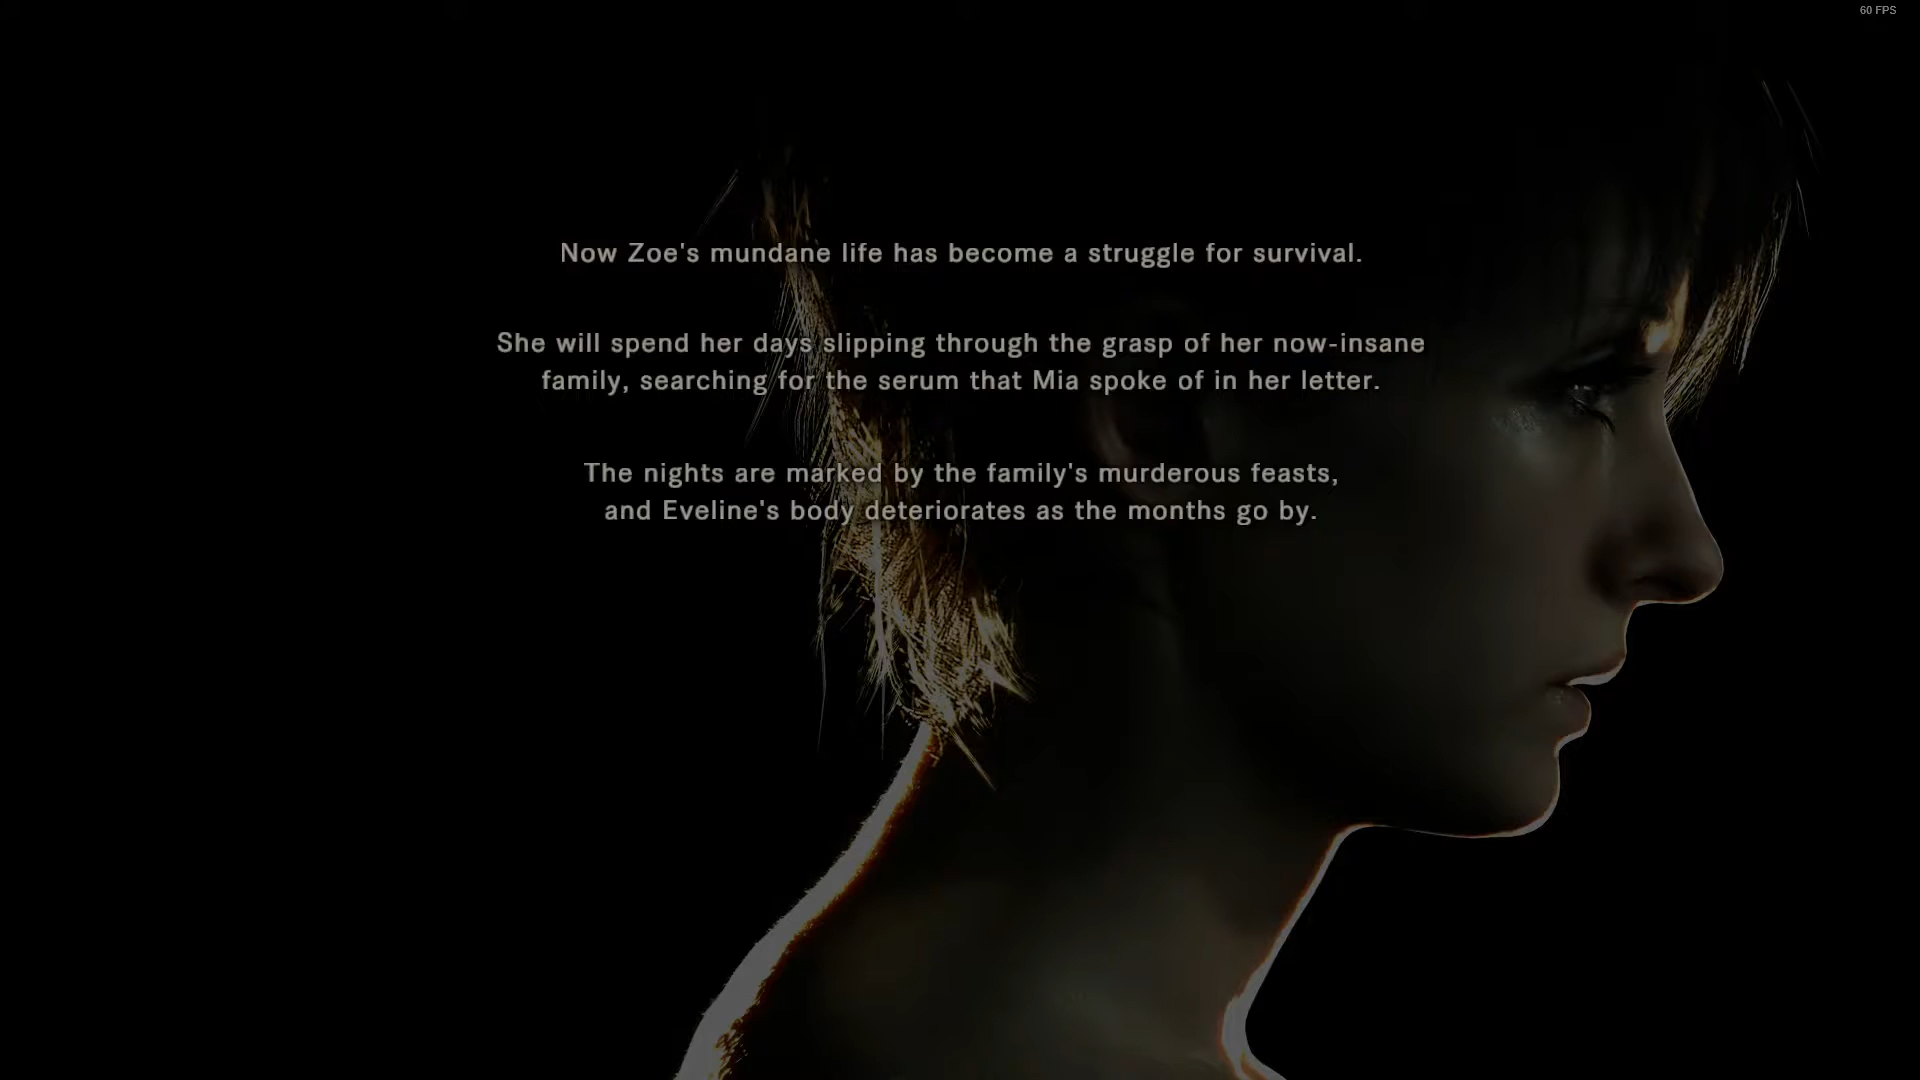 60 FPS
Now Zoe's mundane life has become a struggle for survival.
She will spend her days slipping through the grasp of her now-insane
family, searching for the serum that Mia spoke of in her letter.
The nights are marked by the family's murderous feasts,
and Eveline's body deteriorates as the months go by.